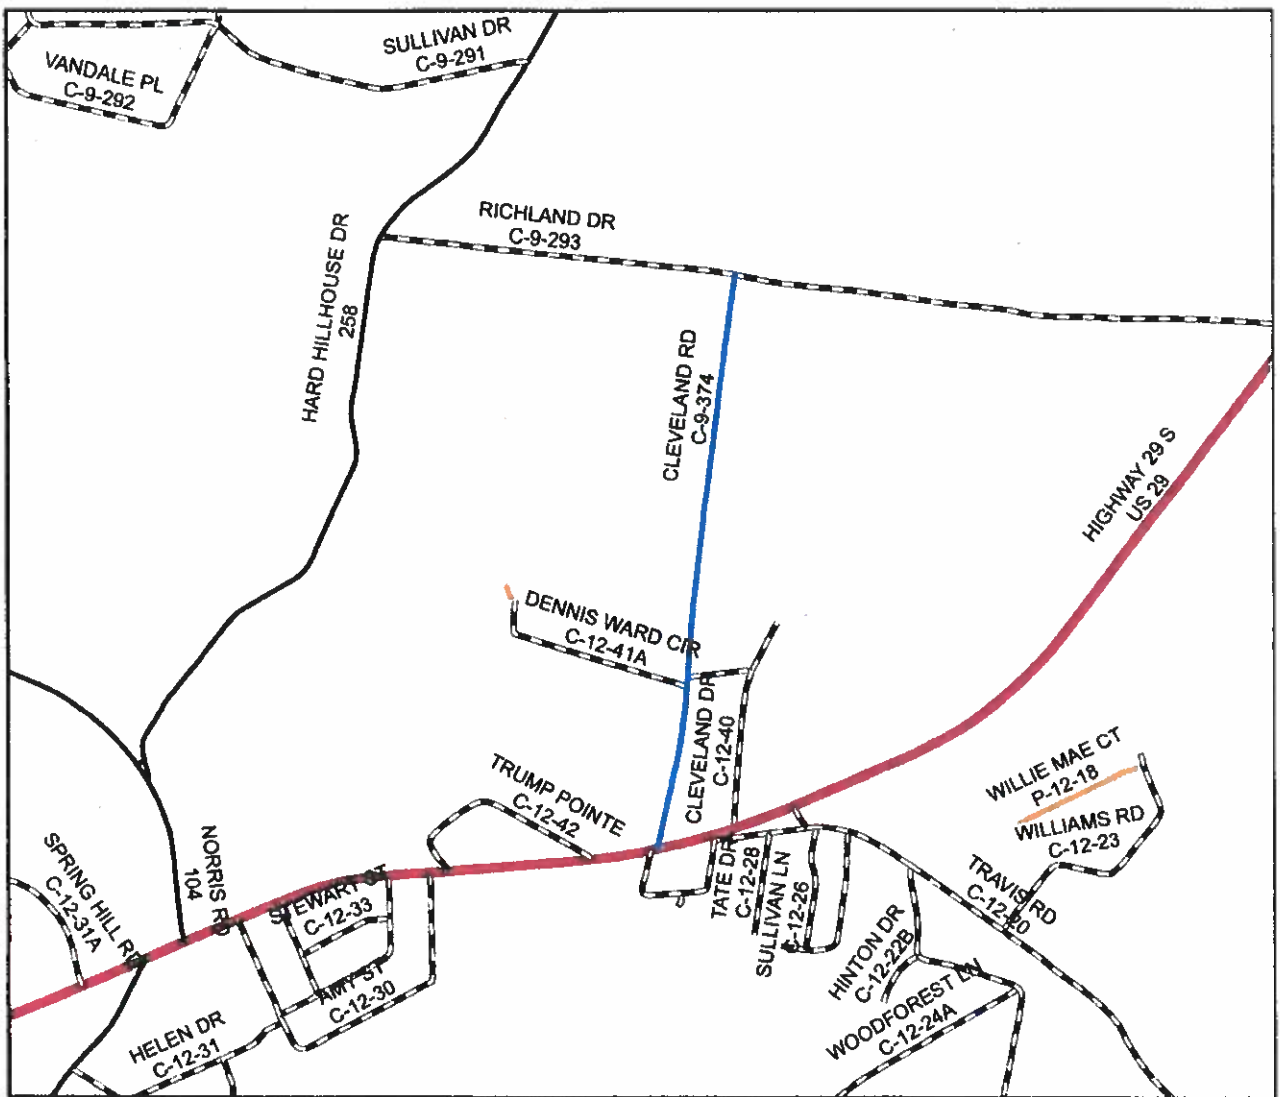 SULLIVAN DR
C-9-291
VANDALE PL
C-9-292
RICHLAND DR
C-9-293
HARD HILLHOUSE DR
258
CLEVELAND RD
C-9-374
HIGHWAY 29 S
US 29
DENNIS WARD CIR
C-12-41A
CLEVELAND DR
C-12-40
TRUMP POINTE
C-12-42
WILLIE MAE CT
P-12-18
WILLIAMS RD
C-12-23
SPRING HILL RD
C-12-31A
NORRIS RD
104
STEWART ST
C-12-33
TATE DR
C-12-28
SULLIVAN LN
C-12-26
TRAVIS RD
C-12-20
HINTON DR
C-12-22B
AMY ST
C-12-30
WOODFOREST LN
C-12-24A
HELEN DR
C-12-31